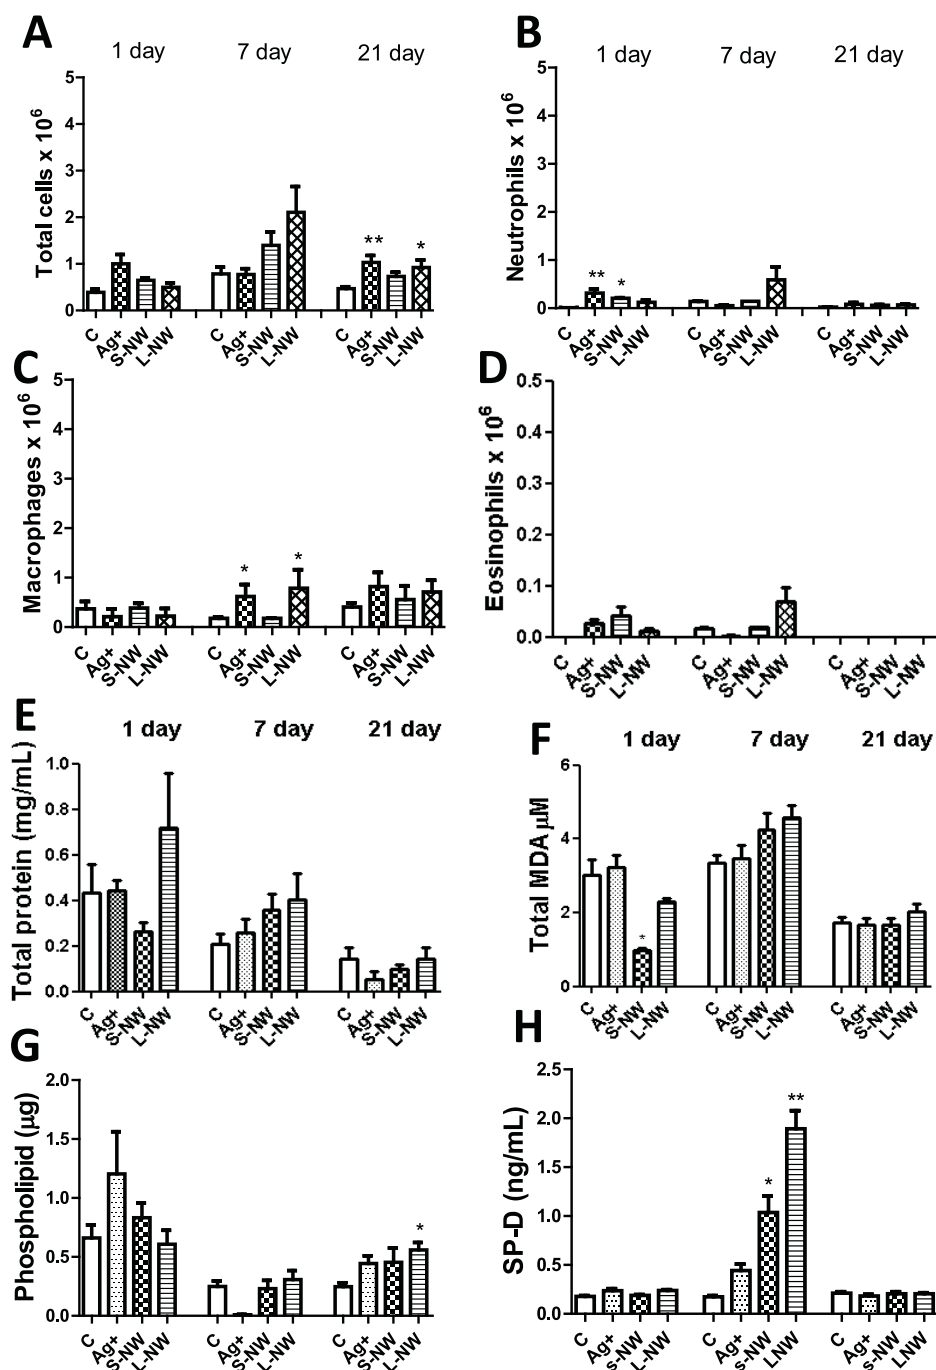 A
1 day 7 day 21 day
Total cells x 10⁶
5
4
3
2
1
0
** *
C Ag+ S-NW L-NW C Ag+ S-NW L-NW C Ag+ S-NW L-NW
B
1 day 7 day 21 day
Neutrophils x 10⁶
5
4
3
2
1
0
** *
C Ag+ S-NW L-NW C Ag+ S-NW L-NW C Ag+ S-NW L-NW
C
Macrophages x 10⁶
5
4
3
2
1
0
* *
C Ag+ S-NW L-NW C Ag+ S-NW L-NW C Ag+ S-NW L-NW
D
Eosinophils x 10⁶
0.5
0.4
0.3
0.2
0.1
0.0
C Ag+ S-NW L-NW C Ag+ S-NW L-NW C Ag+ S-NW L-NW
E
1 day 7 day 21 day
Total protein (mg/mL)
1.0
0.8
0.6
0.4
0.2
0.0
C Ag+ S-NW L-NW C Ag+ S-NW L-NW C Ag+ S-NW L-NW
F
1 day 7 day 21 day
Total MDA µM
6
4
2
0
*
C Ag+ S-NW L-NW C Ag+ S-NW L-NW C Ag+ S-NW L-NW
G
Phospholipid (µg)
2.0
1.5
1.0
0.5
0.0
*
C Ag+ S-NW L-NW C Ag+ S-NW L-NW C Ag+ S-NW L-NW
H
SP-D (ng/mL)
2.5
2.0
1.5
1.0
0.5
0.0
* **
C Ag+ s-NW L-NW C Ag+ s-NW LNW C Ag+ s-NW LNW